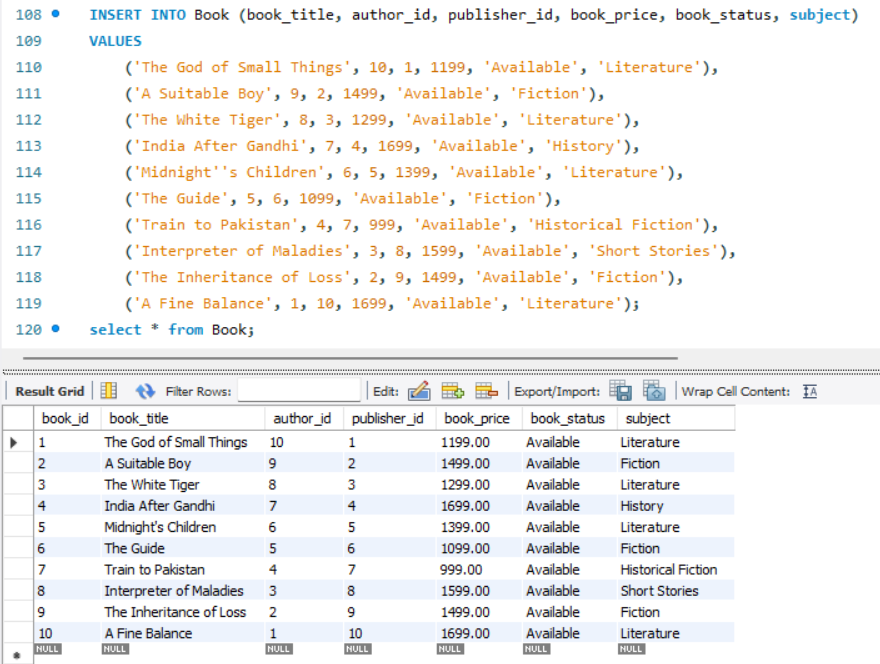 108 INSERT INTO Book (book_title, author_id, publisher_id, book_price, book_status, subject)
109 VALUES
110 ('The God of Small Things', 10, 1, 1199, 'Available', 'Literature'),
111 ('A Suitable Boy', 9, 2, 1499, 'Available', 'Fiction'),
112 ('The White Tiger', 8, 3, 1299, 'Available', 'Literature'),
113 ('India After Gandhi', 7, 4, 1699, 'Available', 'History'),
114 ('Midnight''s Children', 6, 5, 1399, 'Available', 'Literature'),
115 ('The Guide', 5, 6, 1099, 'Available', 'Fiction'),
116 ('Train to Pakistan', 4, 7, 999, 'Available', 'Historical Fiction'),
117 ('Interpreter of Maladies', 3, 8, 1599, 'Available', 'Short Stories'),
118 ('The Inheritance of Loss', 2, 9, 1499, 'Available', 'Fiction'),
119 ('A Fine Balance', 1, 10, 1699, 'Available', 'Literature');
120 select * from Book;
Result Grid Filter Rows: Edit: Export/Import: Wrap Cell Content: IA
book_id book_title author_id publisher_id book_price book_status subject
1 The God of Small Things 10 1 1199.00 Available Literature
2 A Suitable Boy 9 2 1499.00 Available Fiction
3 The White Tiger 8 3 1299.00 Available Literature
4 India After Gandhi 7 4 1699.00 Available History
5 Midnight's Children 6 5 1399.00 Available Literature
6 The Guide 5 6 1099.00 Available Fiction
7 Train to Pakistan 4 7 999.00 Available Historical Fiction
8 Interpreter of Maladies 3 8 1599.00 Available Short Stories
9 The Inheritance of Loss 2 9 1499.00 Available Fiction
10 A Fine Balance 1 10 1699.00 Available Literature
NULL NULL NULL NULL NULL NULL NULL